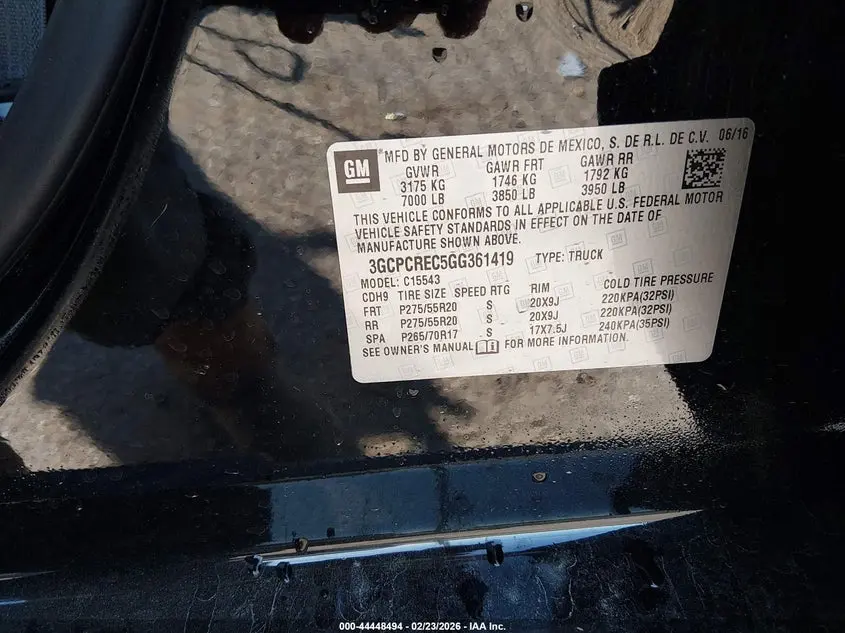 GM
MFD BY GENERAL MOTORS DE MEXICO, S. DE R.L. DE C.V. 06/16
GVWR GAWR FRT GAWR RR
3175 KG 1746 KG 1792 KG
7000 LB 3850 LB 3950 LB
THIS VEHICLE CONFORMS TO ALL APPLICABLE U.S. FEDERAL MOTOR
VEHICLE SAFETY STANDARDS IN EFFECT ON THE DATE OF
MANUFACTURE SHOWN ABOVE.
3GCPCREC5GG361419 TYPE: TRUCK
MODEL: C15543
CDH9 TIRE SIZE SPEED RTG RIM COLD TIRE PRESSURE
FRT P275/55R20 S 20X9J 220KPA(32PSI)
RR P275/55R20 S 20X9J 220KPA(32PSI)
SPA P265/70R17 S 17X7.5J 240KPA(35PSI)
SEE OWNER'S MANUAL FOR MORE INFORMATION.
000-44448494 - 02/23/2026 - IAA Inc.